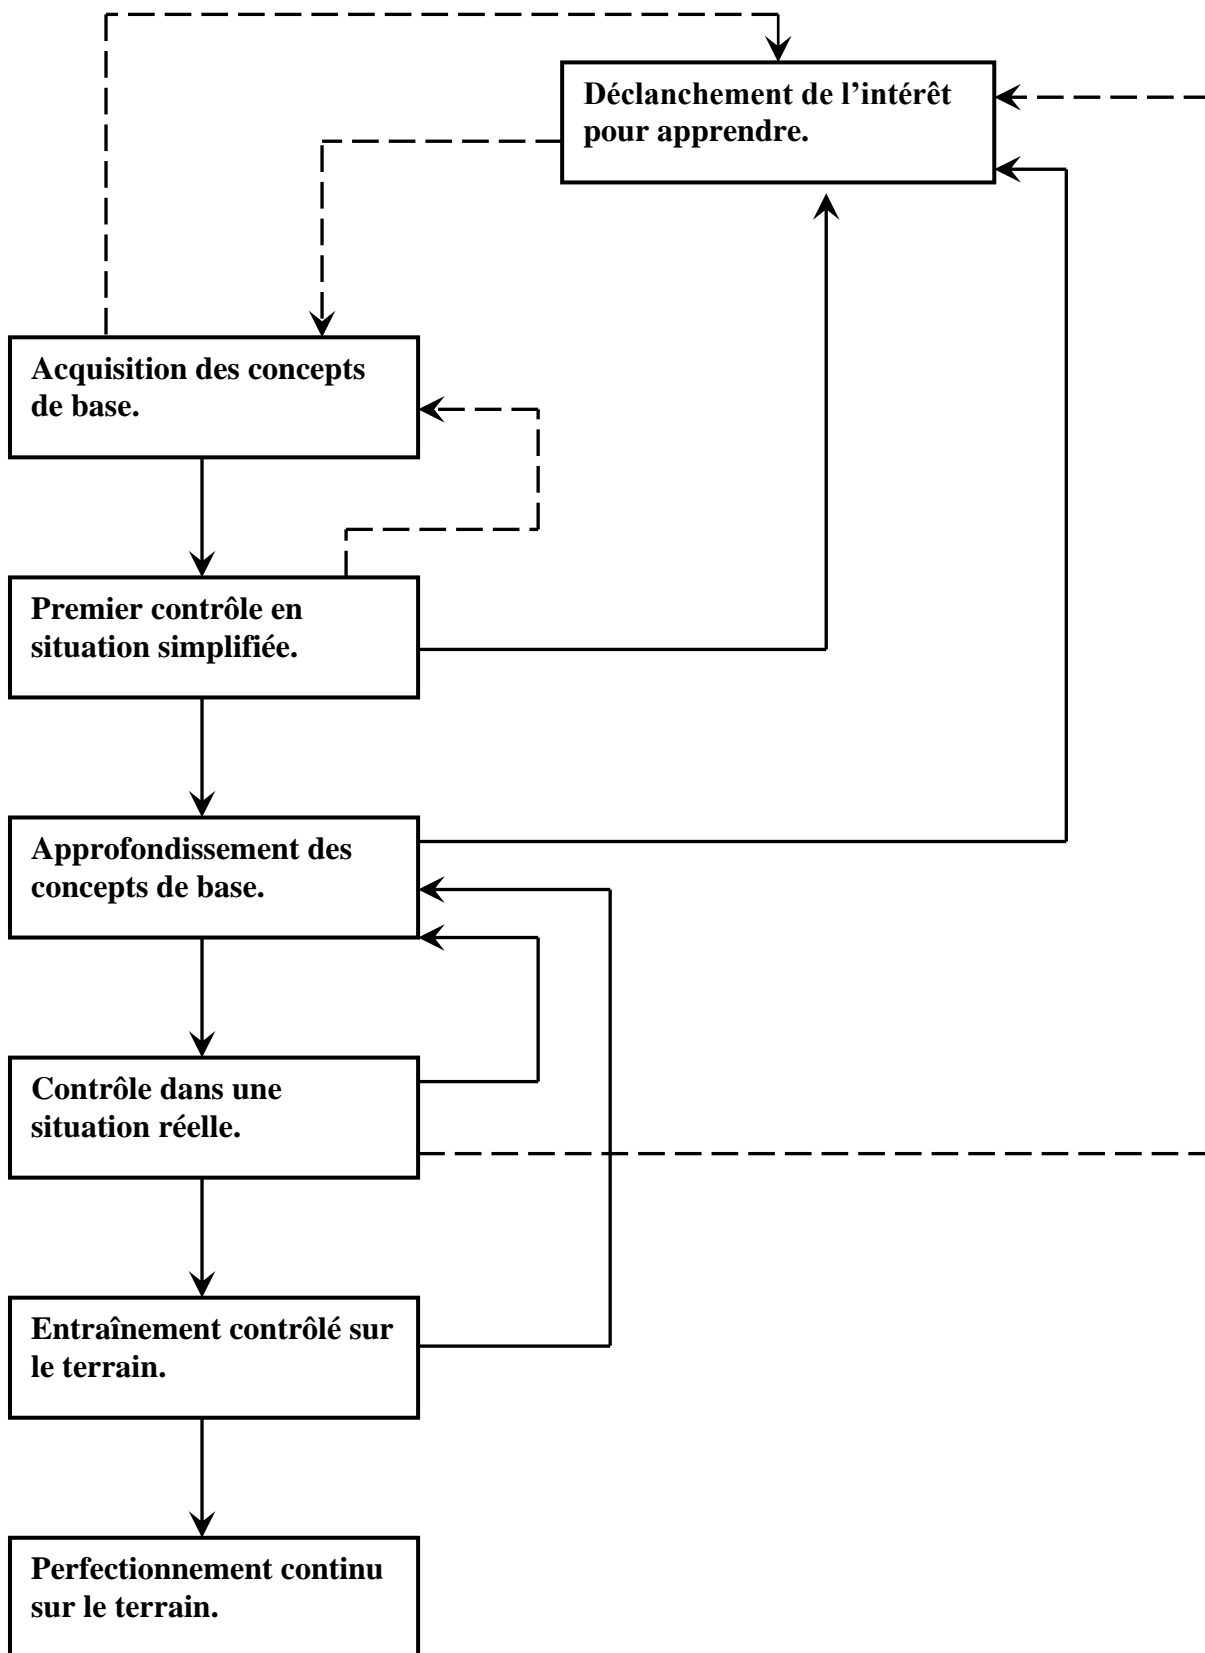 Déclanchement de l’intérêt
pour apprendre.
Acquisition des concepts
de base.
Premier contrôle en
situation simplifiée.
Approfondissement des
concepts de base.
Contrôle dans une
situation réelle.
Entraînement contrôlé sur
le terrain.
Perfectionnement continu
sur le terrain.